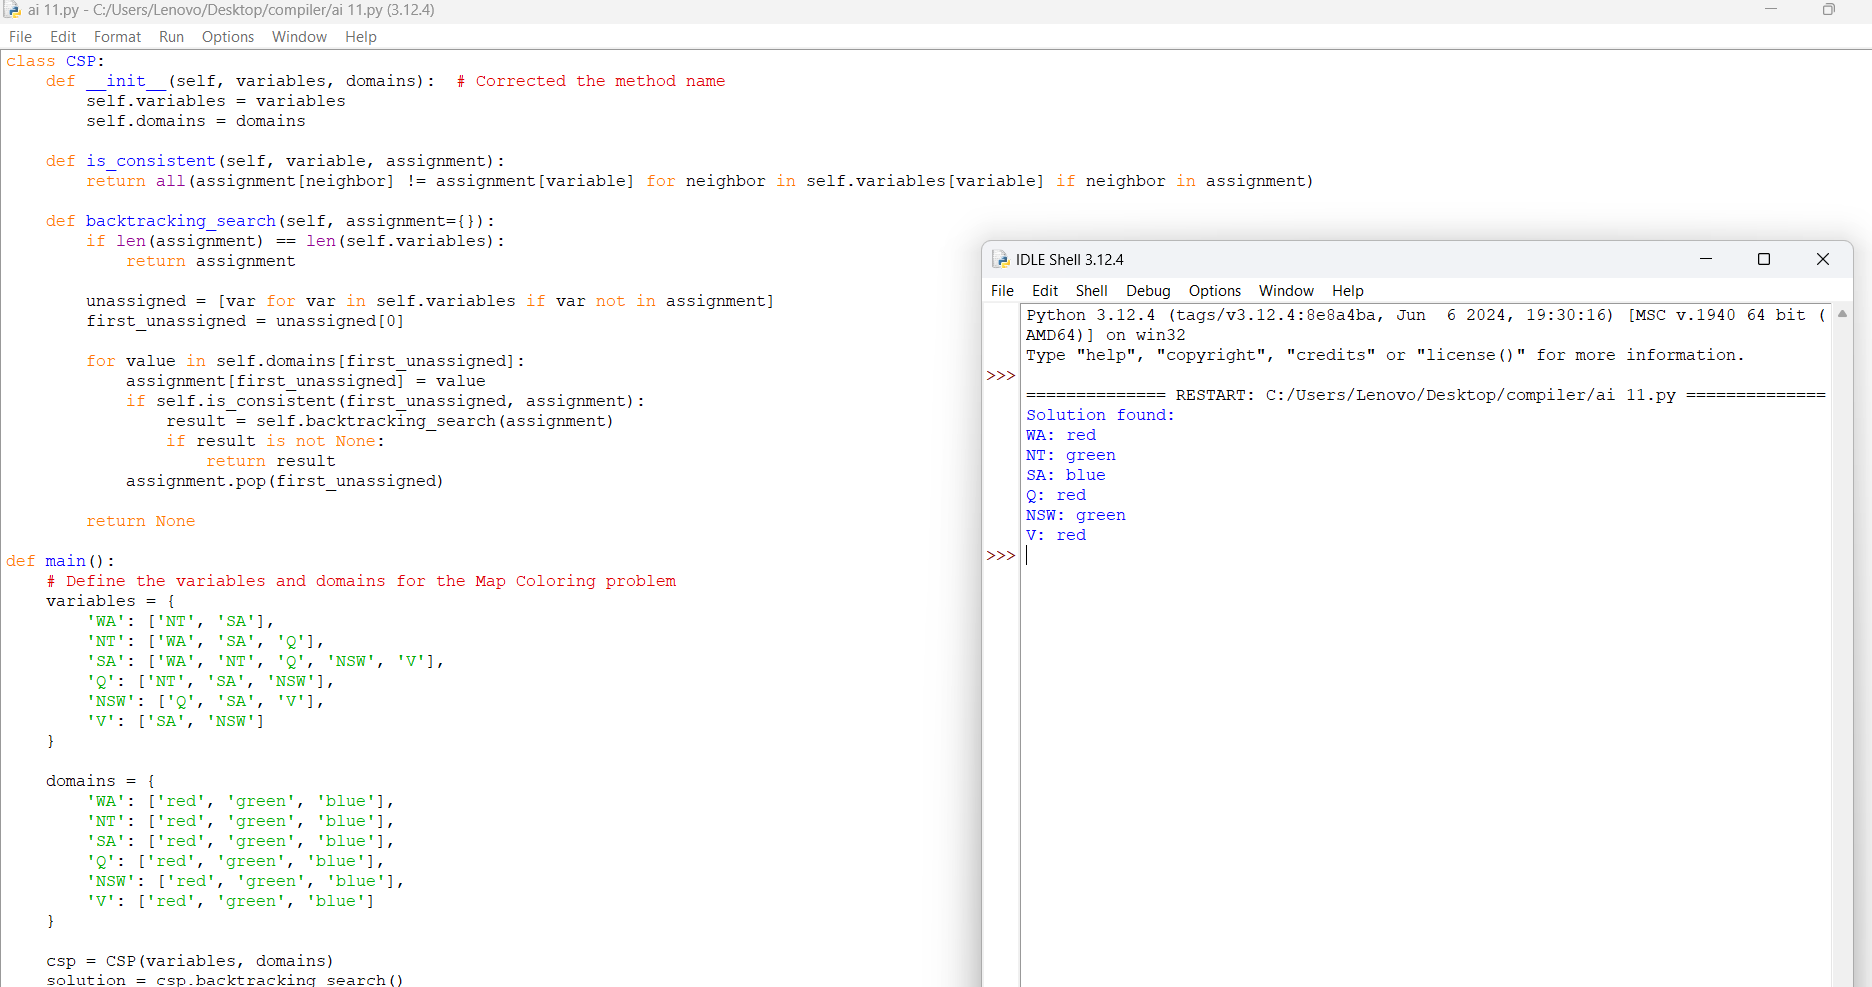 ai 11.py - C:/Users/Lenovo/Desktop/compiler/ai 11.py (3.12.4)
File Edit Format Run Options Window Help
class CSP:
    def __init__(self, variables, domains):  # Corrected the method name
        self.variables = variables
        self.domains = domains

    def is_consistent(self, variable, assignment):
        return all(assignment[neighbor] != assignment[variable] for neighbor in self.variables[variable] if neighbor in assignment)

    def backtracking_search(self, assignment={}):
        if len(assignment) == len(self.variables):
            return assignment

        unassigned = [var for var in self.variables if var not in assignment]
        first_unassigned = unassigned[0]

        for value in self.domains[first_unassigned]:
            assignment[first_unassigned] = value
            if self.is_consistent(first_unassigned, assignment):
                result = self.backtracking_search(assignment)
                if result is not None:
                    return result
            assignment.pop(first_unassigned)

        return None

def main():
    # Define the variables and domains for the Map Coloring problem
    variables = {
        'WA': ['NT', 'SA'],
        'NT': ['WA', 'SA', 'Q'],
        'SA': ['WA', 'NT', 'Q', 'NSW', 'V'],
        'Q': ['NT', 'SA', 'NSW'],
        'NSW': ['Q', 'SA', 'V'],
        'V': ['SA', 'NSW']
    }

    domains = {
        'WA': ['red', 'green', 'blue'],
        'NT': ['red', 'green', 'blue'],
        'SA': ['red', 'green', 'blue'],
        'Q': ['red', 'green', 'blue'],
        'NSW': ['red', 'green', 'blue'],
        'V': ['red', 'green', 'blue']
    }

    csp = CSP(variables, domains)
    solution = csp.backtracking_search()
IDLE Shell 3.12.4
File Edit Shell Debug Options Window Help
Python 3.12.4 (tags/v3.12.4:8e8a4ba, Jun  6 2024, 19:30:16) [MSC v.1940 64 bit (
AMD64)] on win32
Type "help", "copyright", "credits" or "license()" for more information.
>>>
============== RESTART: C:/Users/Lenovo/Desktop/compiler/ai 11.py ==============
Solution found:
WA: red
NT: green
SA: blue
Q: red
NSW: green
V: red
>>>